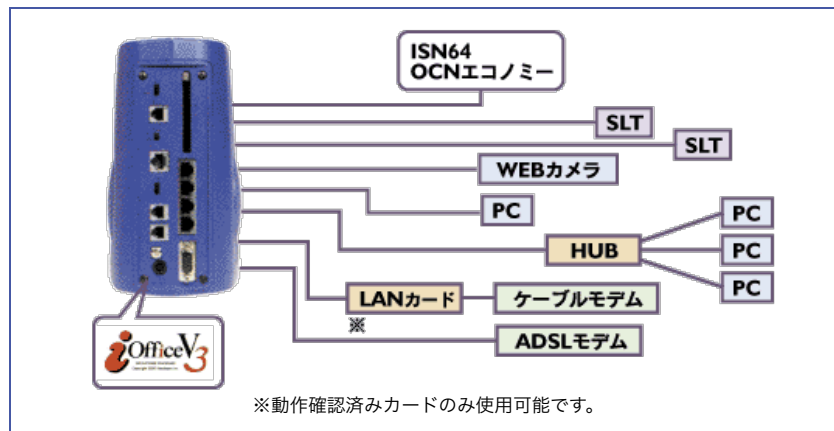 ISN64
OCNエコノミー
SLT
SLT
WEBカメラ
PC
PC
HUB
PC
PC
LANカード
※
ケーブルモデム
ADSLモデム
iOfficeV3
※動作確認済みカードのみ使用可能です。